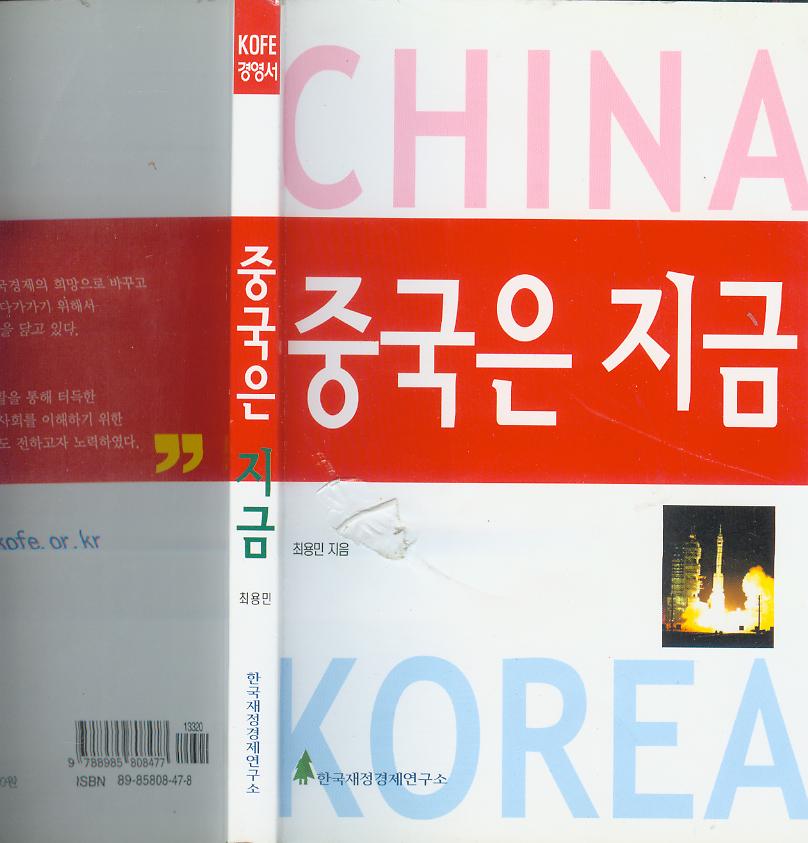 국경제의 희망으로 바꾸고
다가가기 위해서
을 담고 있다.
을 통해 터득한
사회를 이해하기 위한
도 전하고자 노력하였다.
”
kofe.or.kr
13320
9 788985 808477
ISBN 89-85808-47-8
0원
KOFE
경영서
중국은 지금
최용민
한국재정경제연구소
CHINA
중국은 지금
최용민 지음
KOREA
한국재정경제연구소